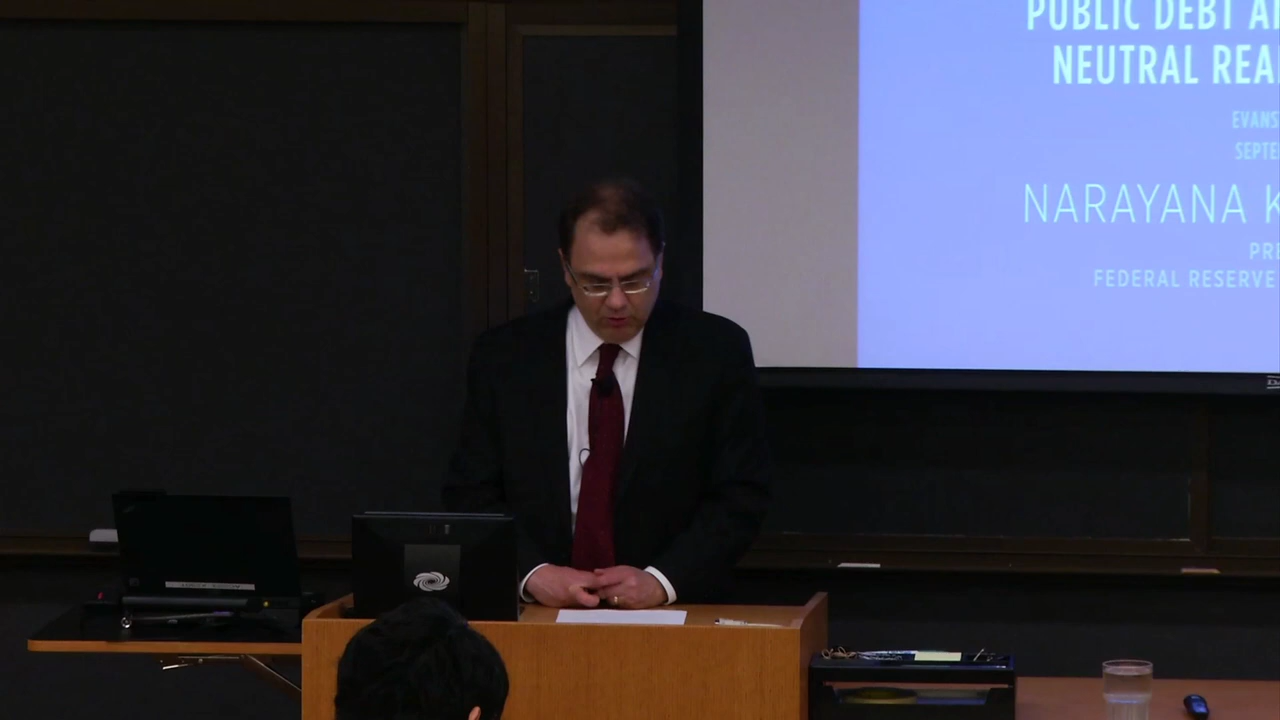 PUBLIC DEBT A
NEUTRAL REA
EVANS
SEPTE
NARAYANA K
PRE
FEDERAL RESERVE